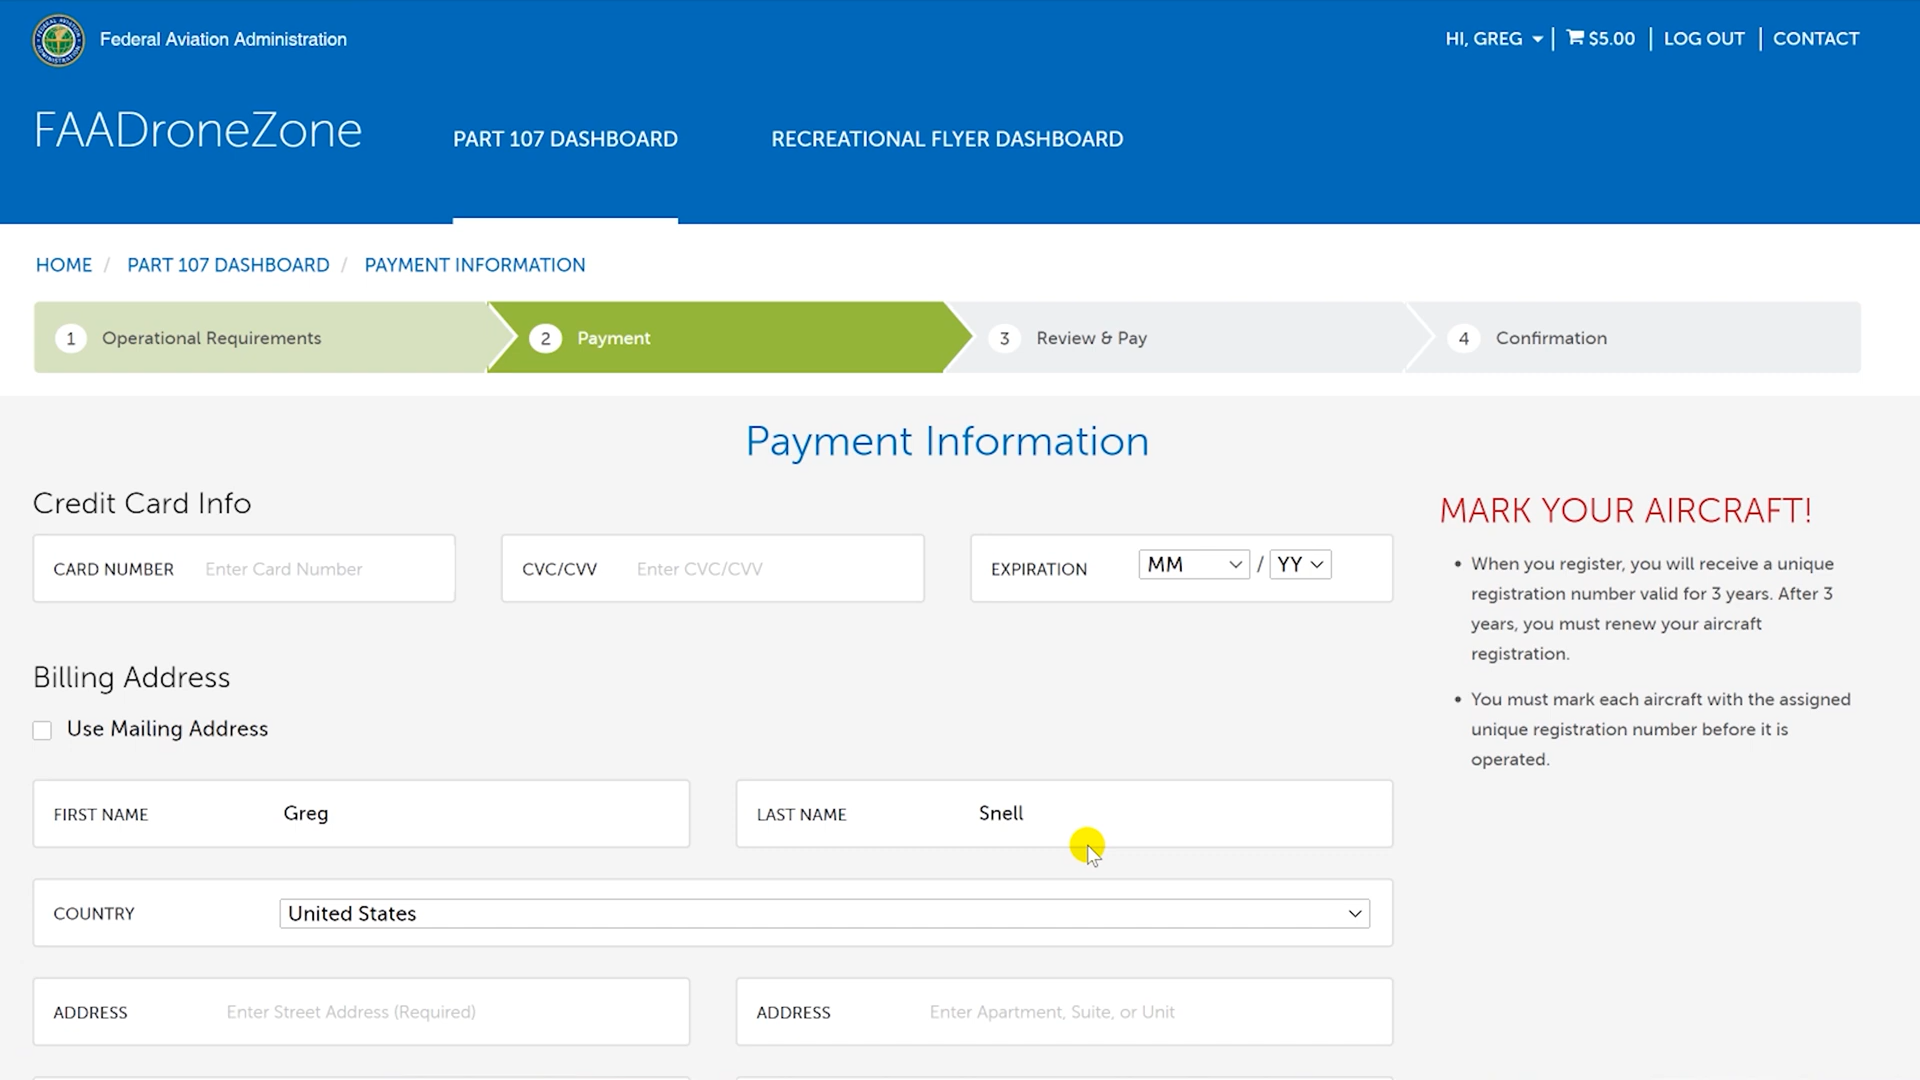 Federal Aviation Administration
HI, GREG
$5.00
LOG OUT
CONTACT
FAADroneZone
PART 107 DASHBOARD
RECREATIONAL FLYER DASHBOARD
HOME / PART 107 DASHBOARD / PAYMENT INFORMATION
1 Operational Requirements
2 Payment
3 Review & Pay
4 Confirmation
Payment Information
Credit Card Info
CARD NUMBER Enter Card Number
CVC/CVV Enter CVC/CVV
EXPIRATION MM / YY
Billing Address
Use Mailing Address
FIRST NAME Greg
LAST NAME Snell
COUNTRY United States
ADDRESS Enter Street Address (Required)
ADDRESS Enter Apartment, Suite, or Unit
MARK YOUR AIRCRAFT!
• When you register, you will receive a unique
registration number valid for 3 years. After 3
years, you must renew your aircraft
registration.
• You must mark each aircraft with the assigned
unique registration number before it is
operated.